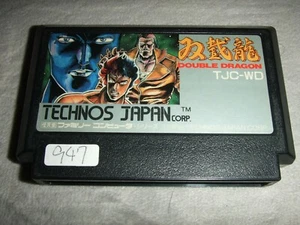 双截龍
DOUBLE DRAGON
TJC-WD
TECHNOS JAPAN CORP.™
ファミリー コンピュータ
947